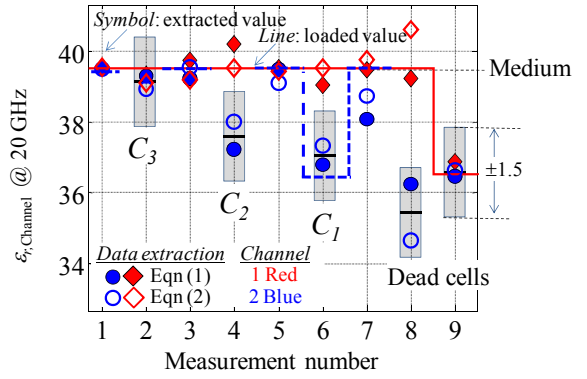 Symbol: extracted value
Line: loaded value
40
38
36
34
εr,Channel @ 20 GHz
Medium
C3
C2
C1
±1.5
Dead cells
Data extraction Channel
Eqn (1) 1 Red
Eqn (2) 2 Blue
1 2 3 4 5 6 7 8 9
Measurement number